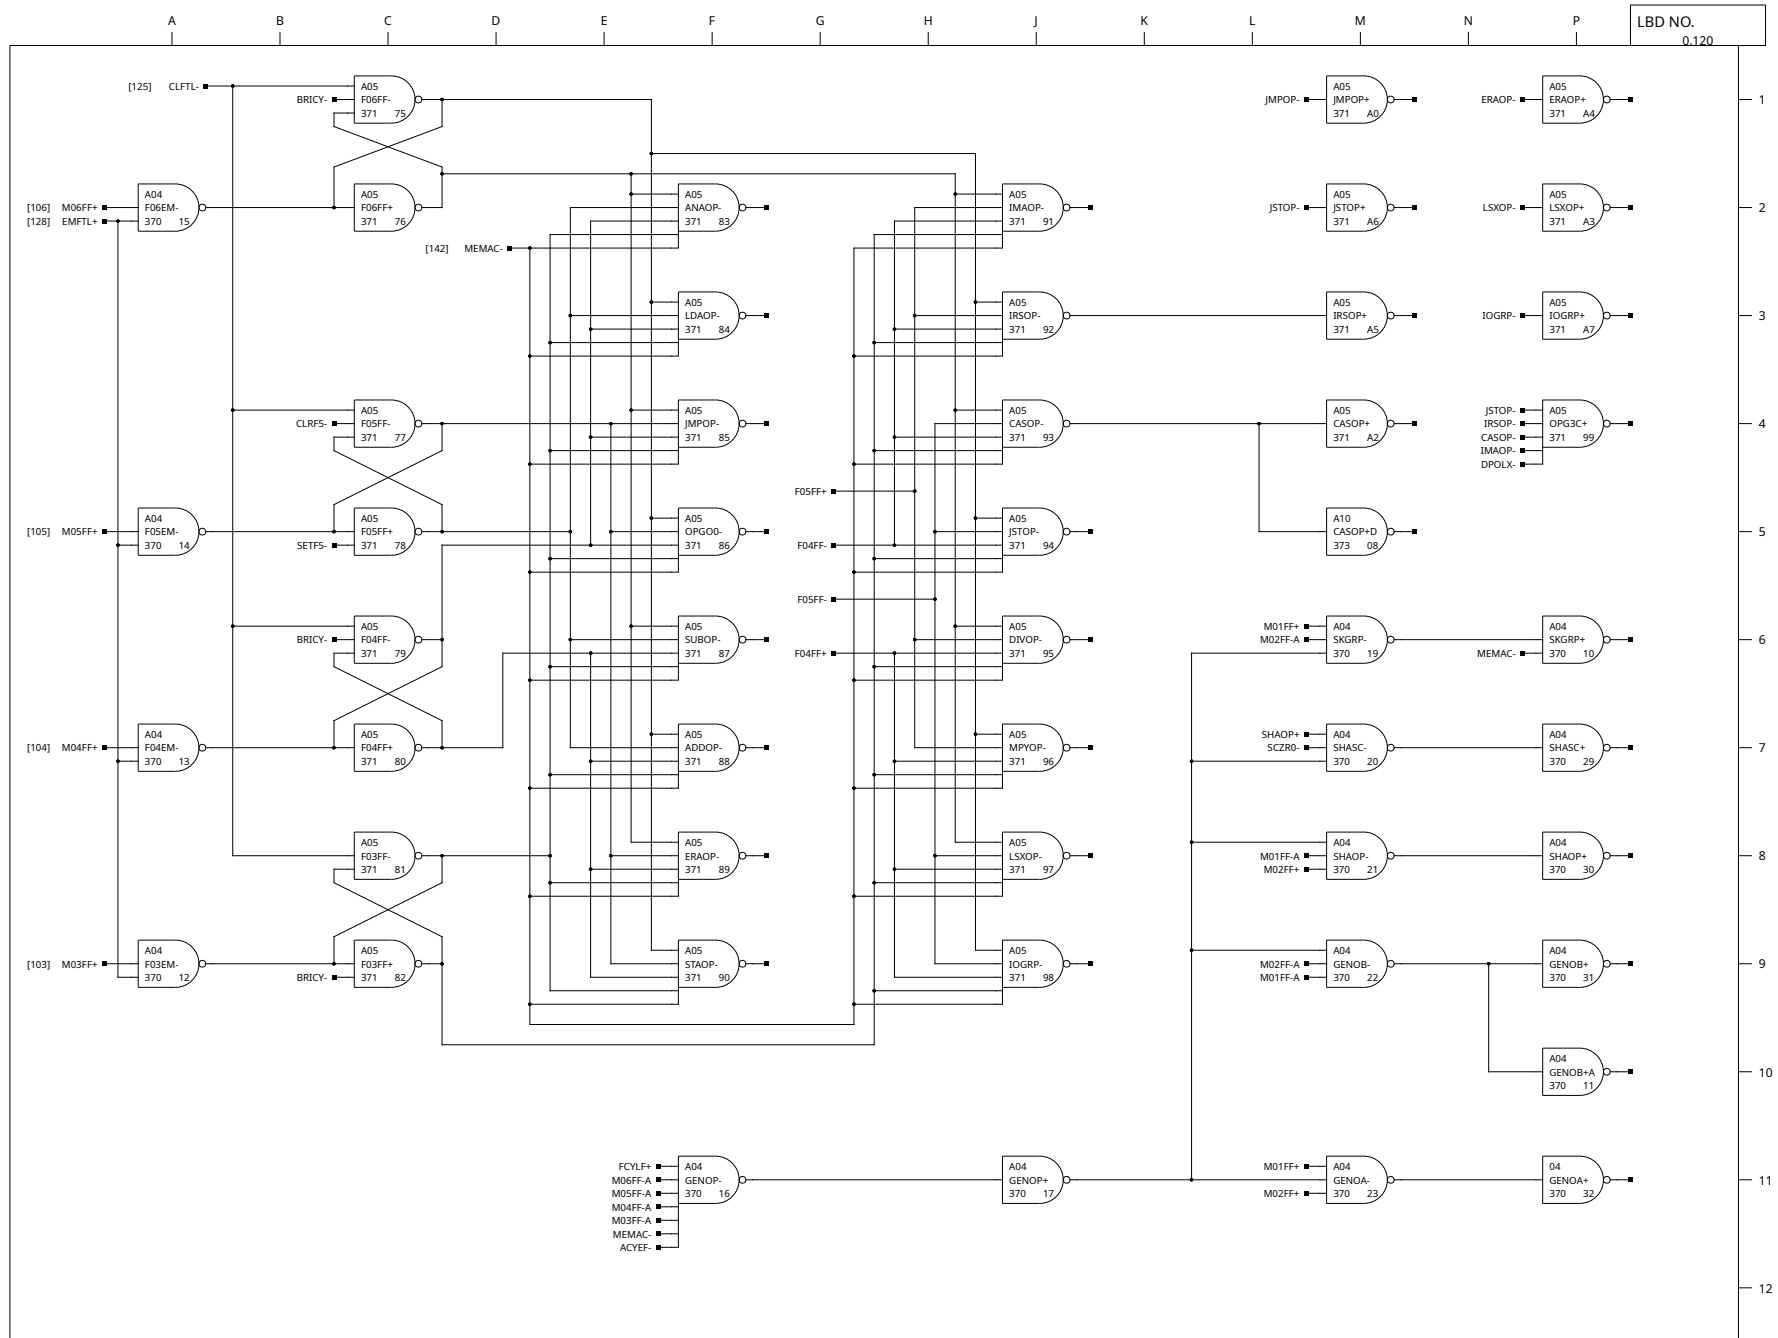 A B C D E F G H J K L M N P
LBD NO.
0.120
[125] CLFTL-
BRICY-
A05
F06FF-
371 75
JMPOP-
A05
JMPOP+
371 A0
ERAOP-
A05
ERAOP+
371 A4
1
[106] M06FF+
[128] EMFTL+
A04
F06EM-
370 15
A05
F06FF+
371 76
[142] MEMAC-
A05
ANAOP-
371 83
A05
IMAOP-
371 91
JSTOP-
A05
JSTOP+
371 A6
LSXOP-
A05
LSXOP+
371 A3
2
A05
LDAOP-
371 84
A05
IRSOP-
371 92
A05
IRSOP+
371 A5
IOGRP-
A05
IOGRP+
371 A7
3
CLRF5-
A05
F05FF-
371 77
A05
JMPOP-
371 85
A05
CASOP-
371 93
A05
CASOP+
371 A2
JSTOP-
IRSOP-
CASOP-
IMAOP-
DPOLX-
A05
OPG3C+
371 99
4
F05FF+
[105] M05FF+
A04
F05EM-
370 14
SETF5-
A05
F05FF+
371 78
A05
OPGO0-
371 86
F04FF-
A05
JSTOP-
371 94
A10
CASOP+D
373 08
5
F05FF-
BRICY-
A05
F04FF-
371 79
A05
SUBOP-
371 87
F04FF+
A05
DIVOP-
371 95
M01FF+
M02FF-A
A04
SKGRP-
370 19
MEMAC-
A04
SKGRP+
370 10
6
[104] M04FF+
A04
F04EM-
370 13
A05
F04FF+
371 80
A05
ADDOP-
371 88
A05
MPYOP-
371 96
SHAOP+
SCZR0-
A04
SHASC-
370 20
A04
SHASC+
370 29
7
A05
F03FF-
371 81
A05
ERAOP-
371 89
A05
LSXOP-
371 97
M01FF-A
M02FF+
A04
SHAOP-
370 21
A04
SHAOP+
370 30
8
[103] M03FF+
A04
F03EM-
370 12
BRICY-
A05
F03FF+
371 82
A05
STAOP-
371 90
A05
IOGRP-
371 98
M02FF-A
M01FF-A
A04
GENOB-
370 22
A04
GENOB+
370 31
9
A04
GENOB+A
370 11
10
FCYLF+
M06FF-A
M05FF-A
M04FF-A
M03FF-A
MEMAC-
ACYEF-
A04
GENOP-
370 16
A04
GENOP+
370 17
M01FF+
M02FF+
A04
GENOA-
370 23
04
GENOA+
370 32
11
12